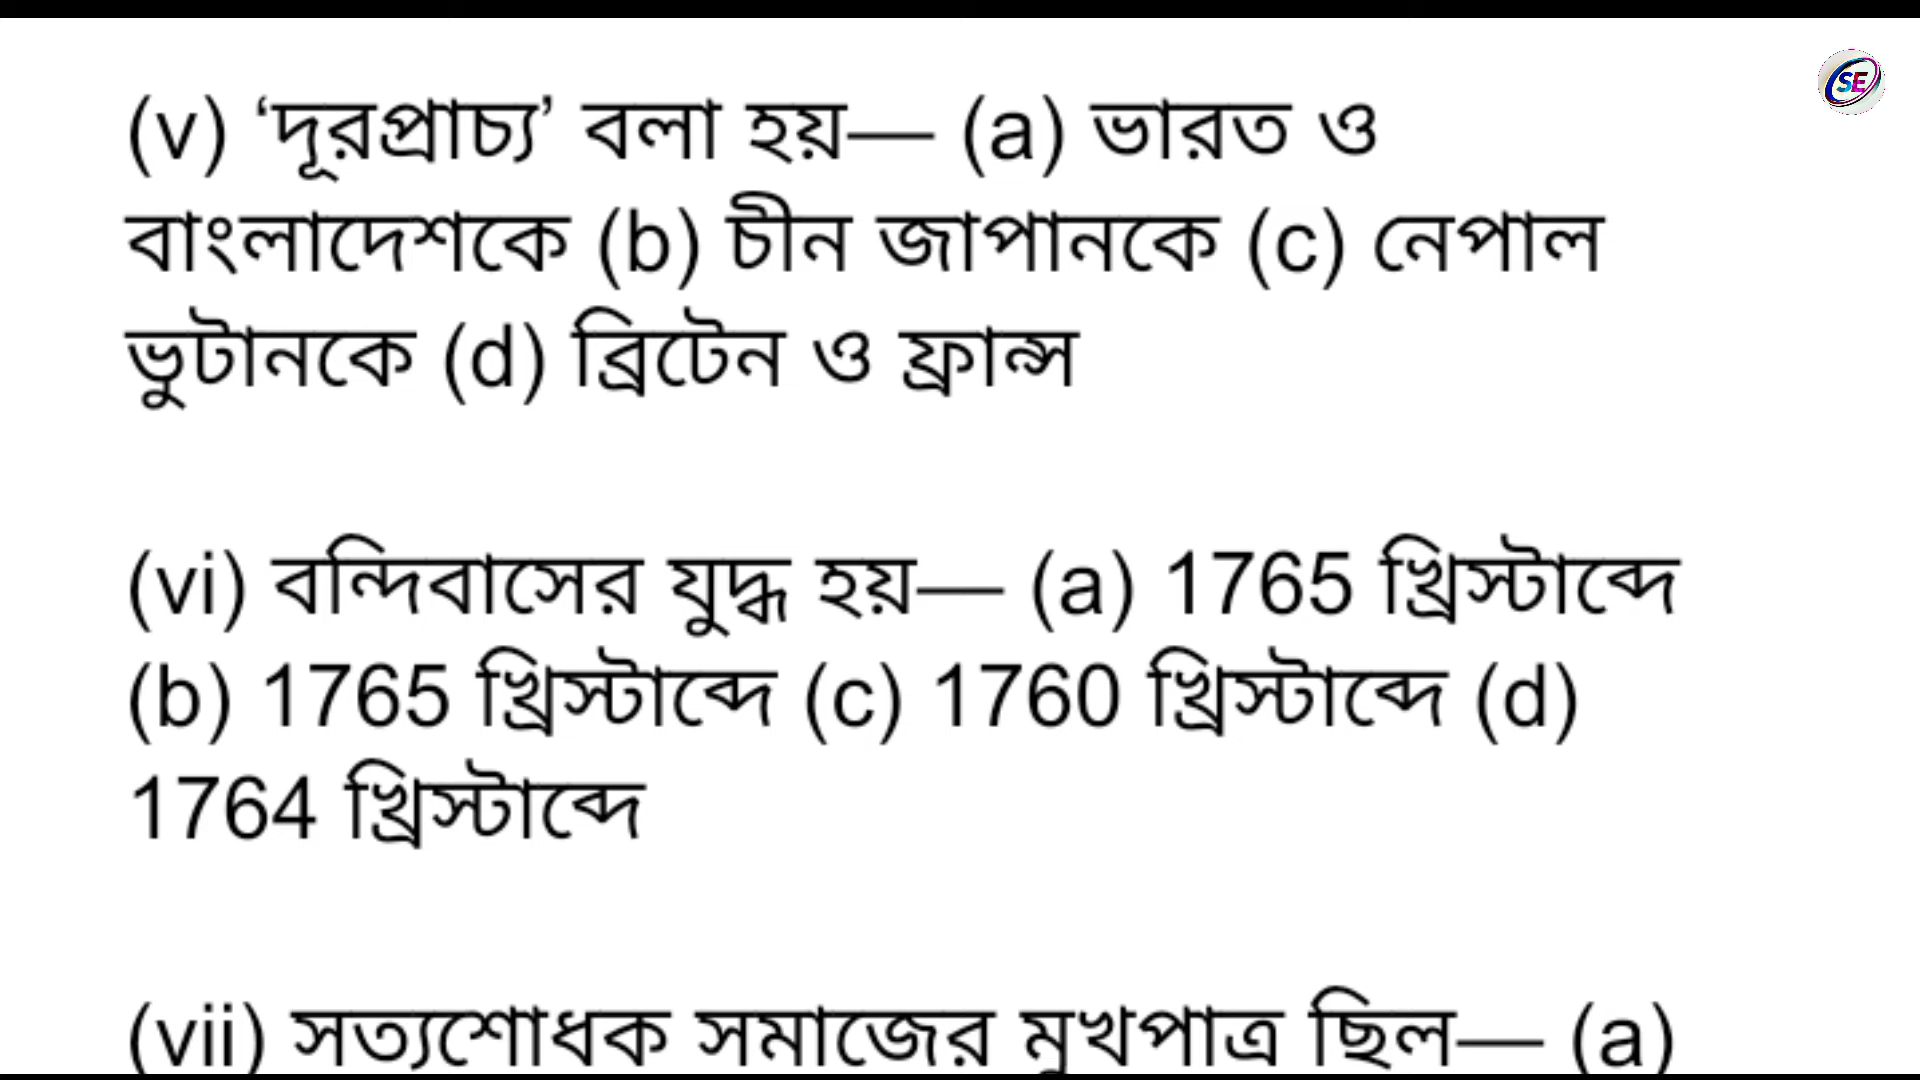 SE
(v) ‘দূরপ্রাচ্য’ বলা হয়— (a) ভারত ও
বাংলাদেশকে (b) চীন জাপানকে (c) নেপাল
ভুটানকে (d) ব্রিটেন ও ফ্রান্স
(vi) বন্দিবাসের যুদ্ধ হয়— (a) 1765 খ্রিস্টাব্দে
(b) 1765 খ্রিস্টাব্দে (c) 1760 খ্রিস্টাব্দে (d)
1764 খ্রিস্টাব্দে
(vii) সত্যশোধক সমাজের মুখপাত্র ছিল— (a)